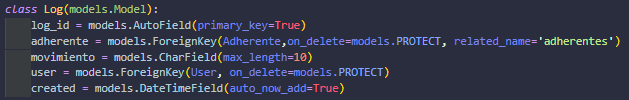 class Log(models.Model):
    log_id = models.AutoField(primary_key=True)
    adherente = models.ForeignKey(Adherente,on_delete=models.PROTECT, related_name='adherentes')
    movimiento = models.CharField(max_length=10)
    user = models.ForeignKey(User, on_delete=models.PROTECT)
    created = models.DateTimeField(auto_now_add=True)